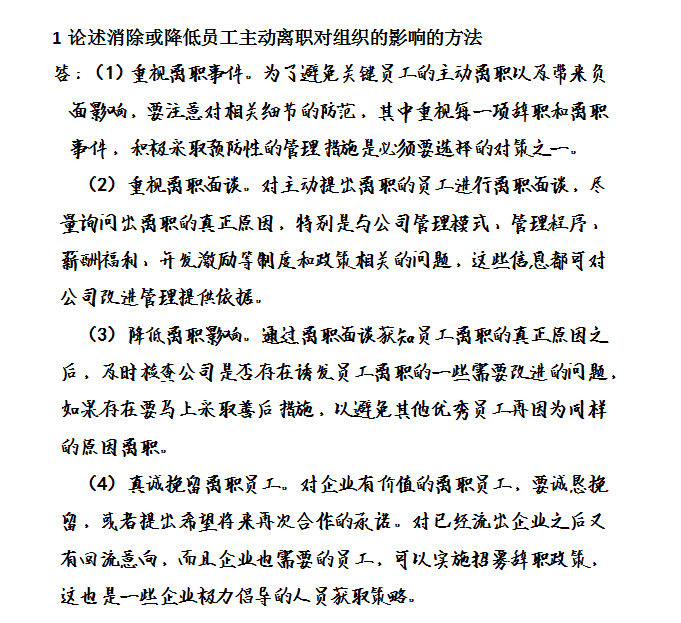 1 论述消除或降低员工主动离职对组织的影响的方法
答：（1）重视离职事件。为了避免关键员工的主动离职以及带来负
面影响，要注意对相关细节的防范，其中重视每一项辞职和离职
事件，积极采取预防性的管理措施是必须要选择的对策之一。
（2）重视离职面谈。对主动提出离职的员工进行离职面谈，尽
量询问出离职的真正原因，特别是与公司管理模式、管理程序、
薪酬福利、开发激励等制度和政策相关的问题，这些信息都可对
公司改进管理提供依据。
（3）降低离职影响。通过离职面谈获知员工离职的真正原因之
后，及时检查公司是否存在诱发员工离职的一些需要改进的问题，
如果存在要马上采取善后措施，以避免其他优秀员工再因为同样
的原因离职。
（4）真诚挽留离职员工。对企业有价值的离职员工，要诚恳挽
留，或者提出希望将来再次合作的承诺。对已经流出企业之后又
有回流意向，而且企业也需要的员工，可以实施招募辞职政策，
这也是一些企业极力倡导的人员获取策略。